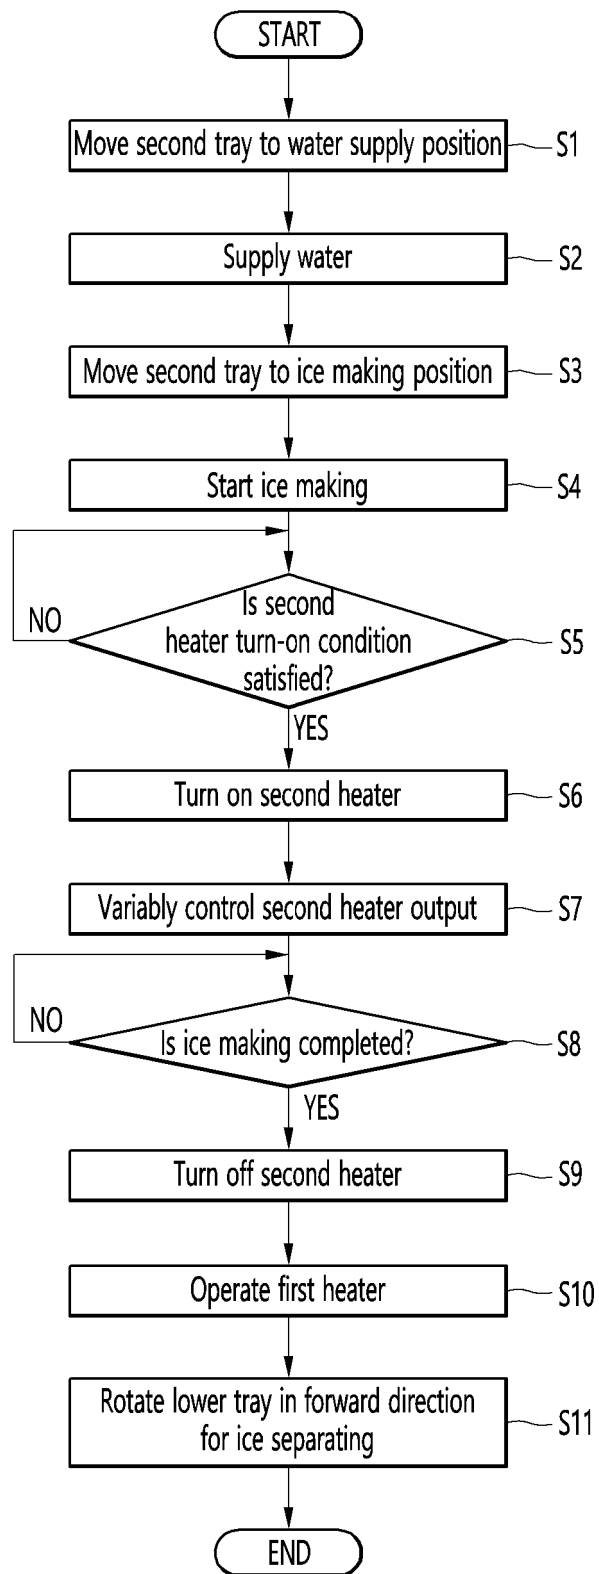 START
Move second tray to water supply position
S1
Supply water
S2
Move second tray to ice making position
S3
Start ice making
S4
Is second
heater turn-on condition
satisfied?
NO
S5
YES
Turn on second heater
S6
Variably control second heater output
S7
NO
Is ice making completed?
S8
YES
Turn off second heater
S9
Operate first heater
S10
Rotate lower tray in forward direction
for ice separating
S11
END